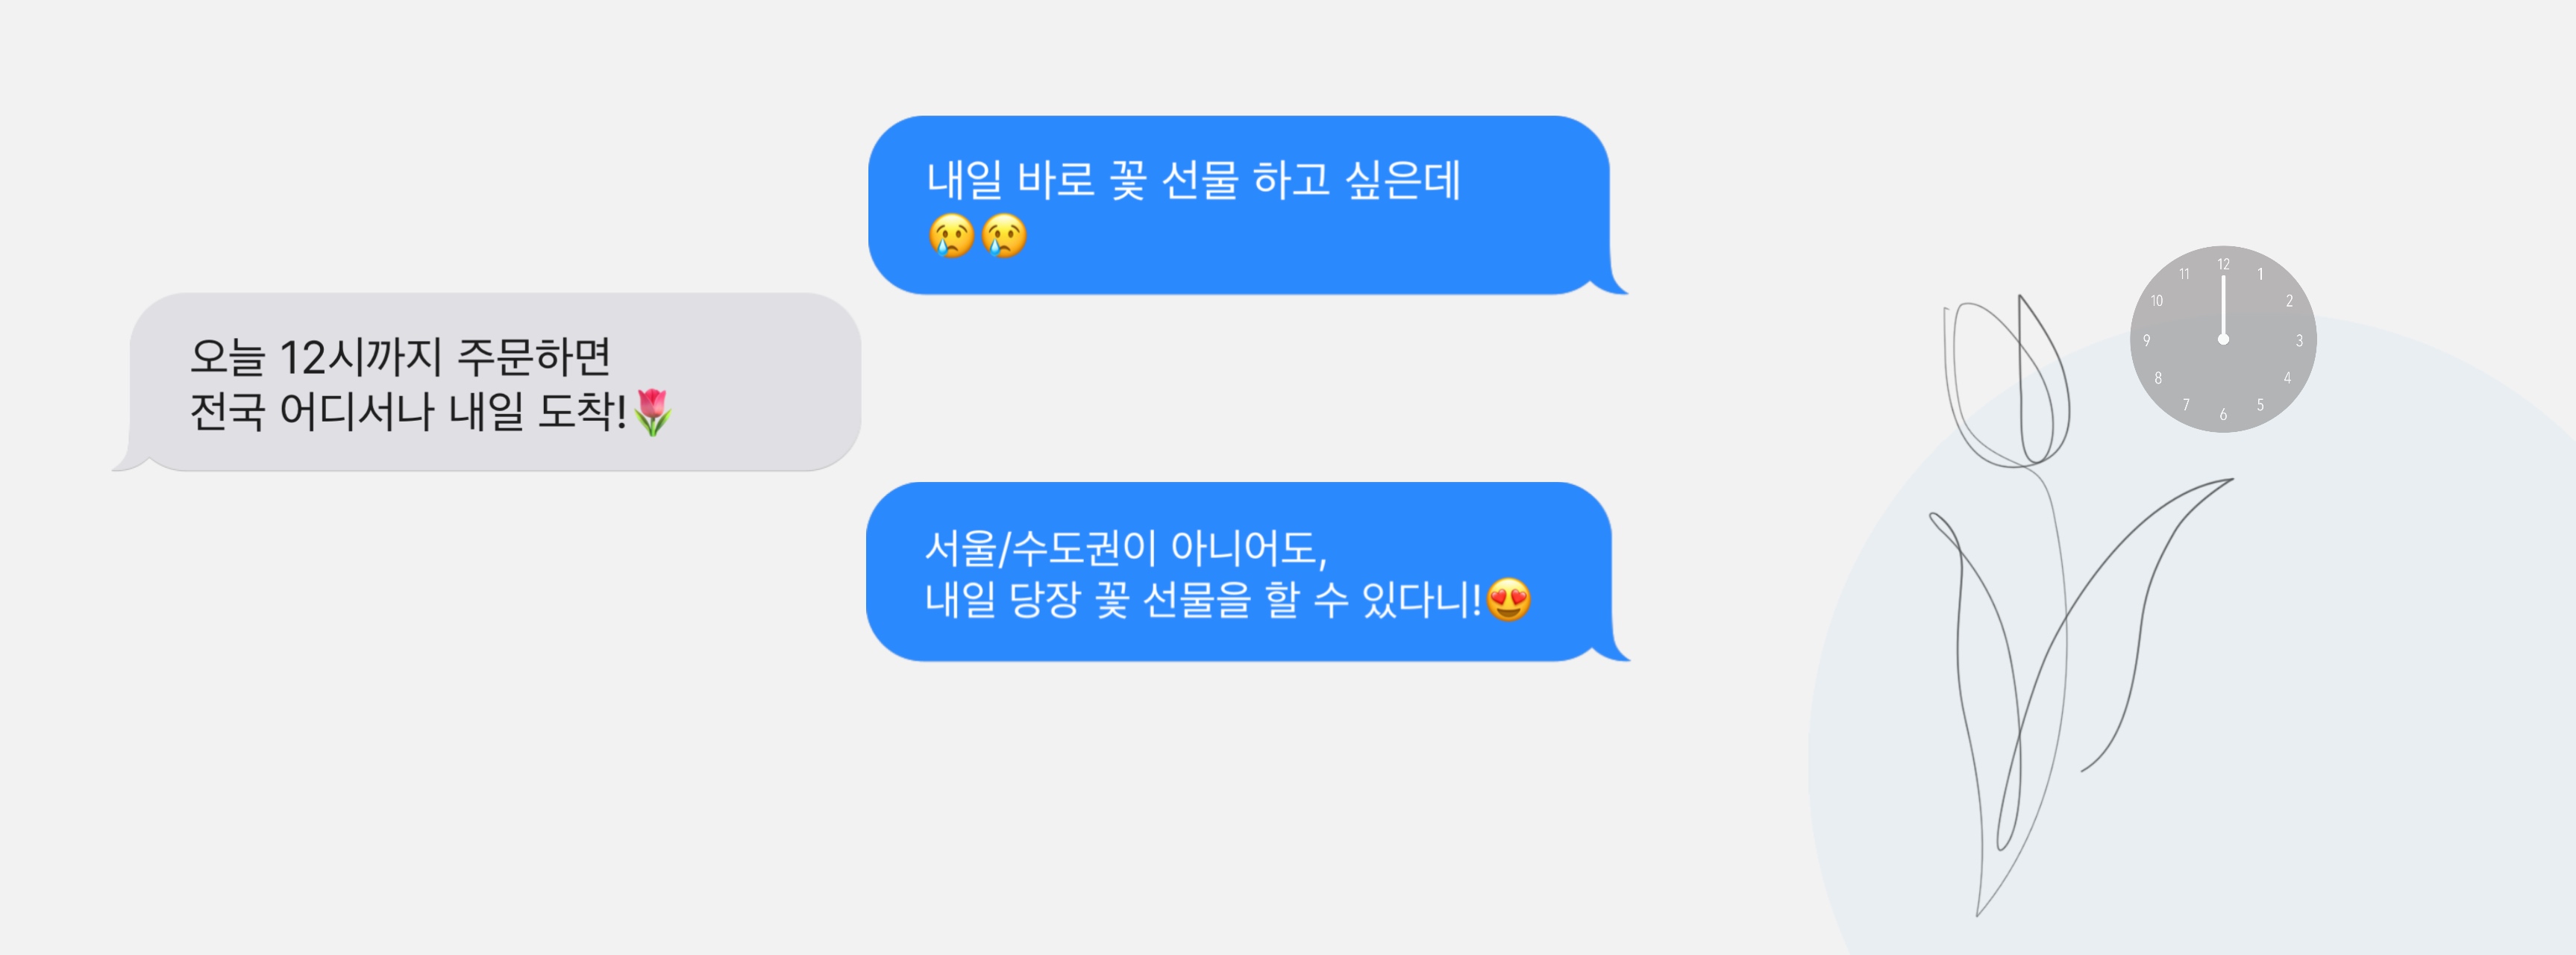 내일 바로 꽃 선물 하고 싶은데
😢😢
오늘 12시까지 주문하면
전국 어디서나 내일 도착!🌷
서울/수도권이 아니어도,
내일 당장 꽃 선물을 할 수 있다니!😍
12
11 1
10 2
9 3
8 4
7 5
6